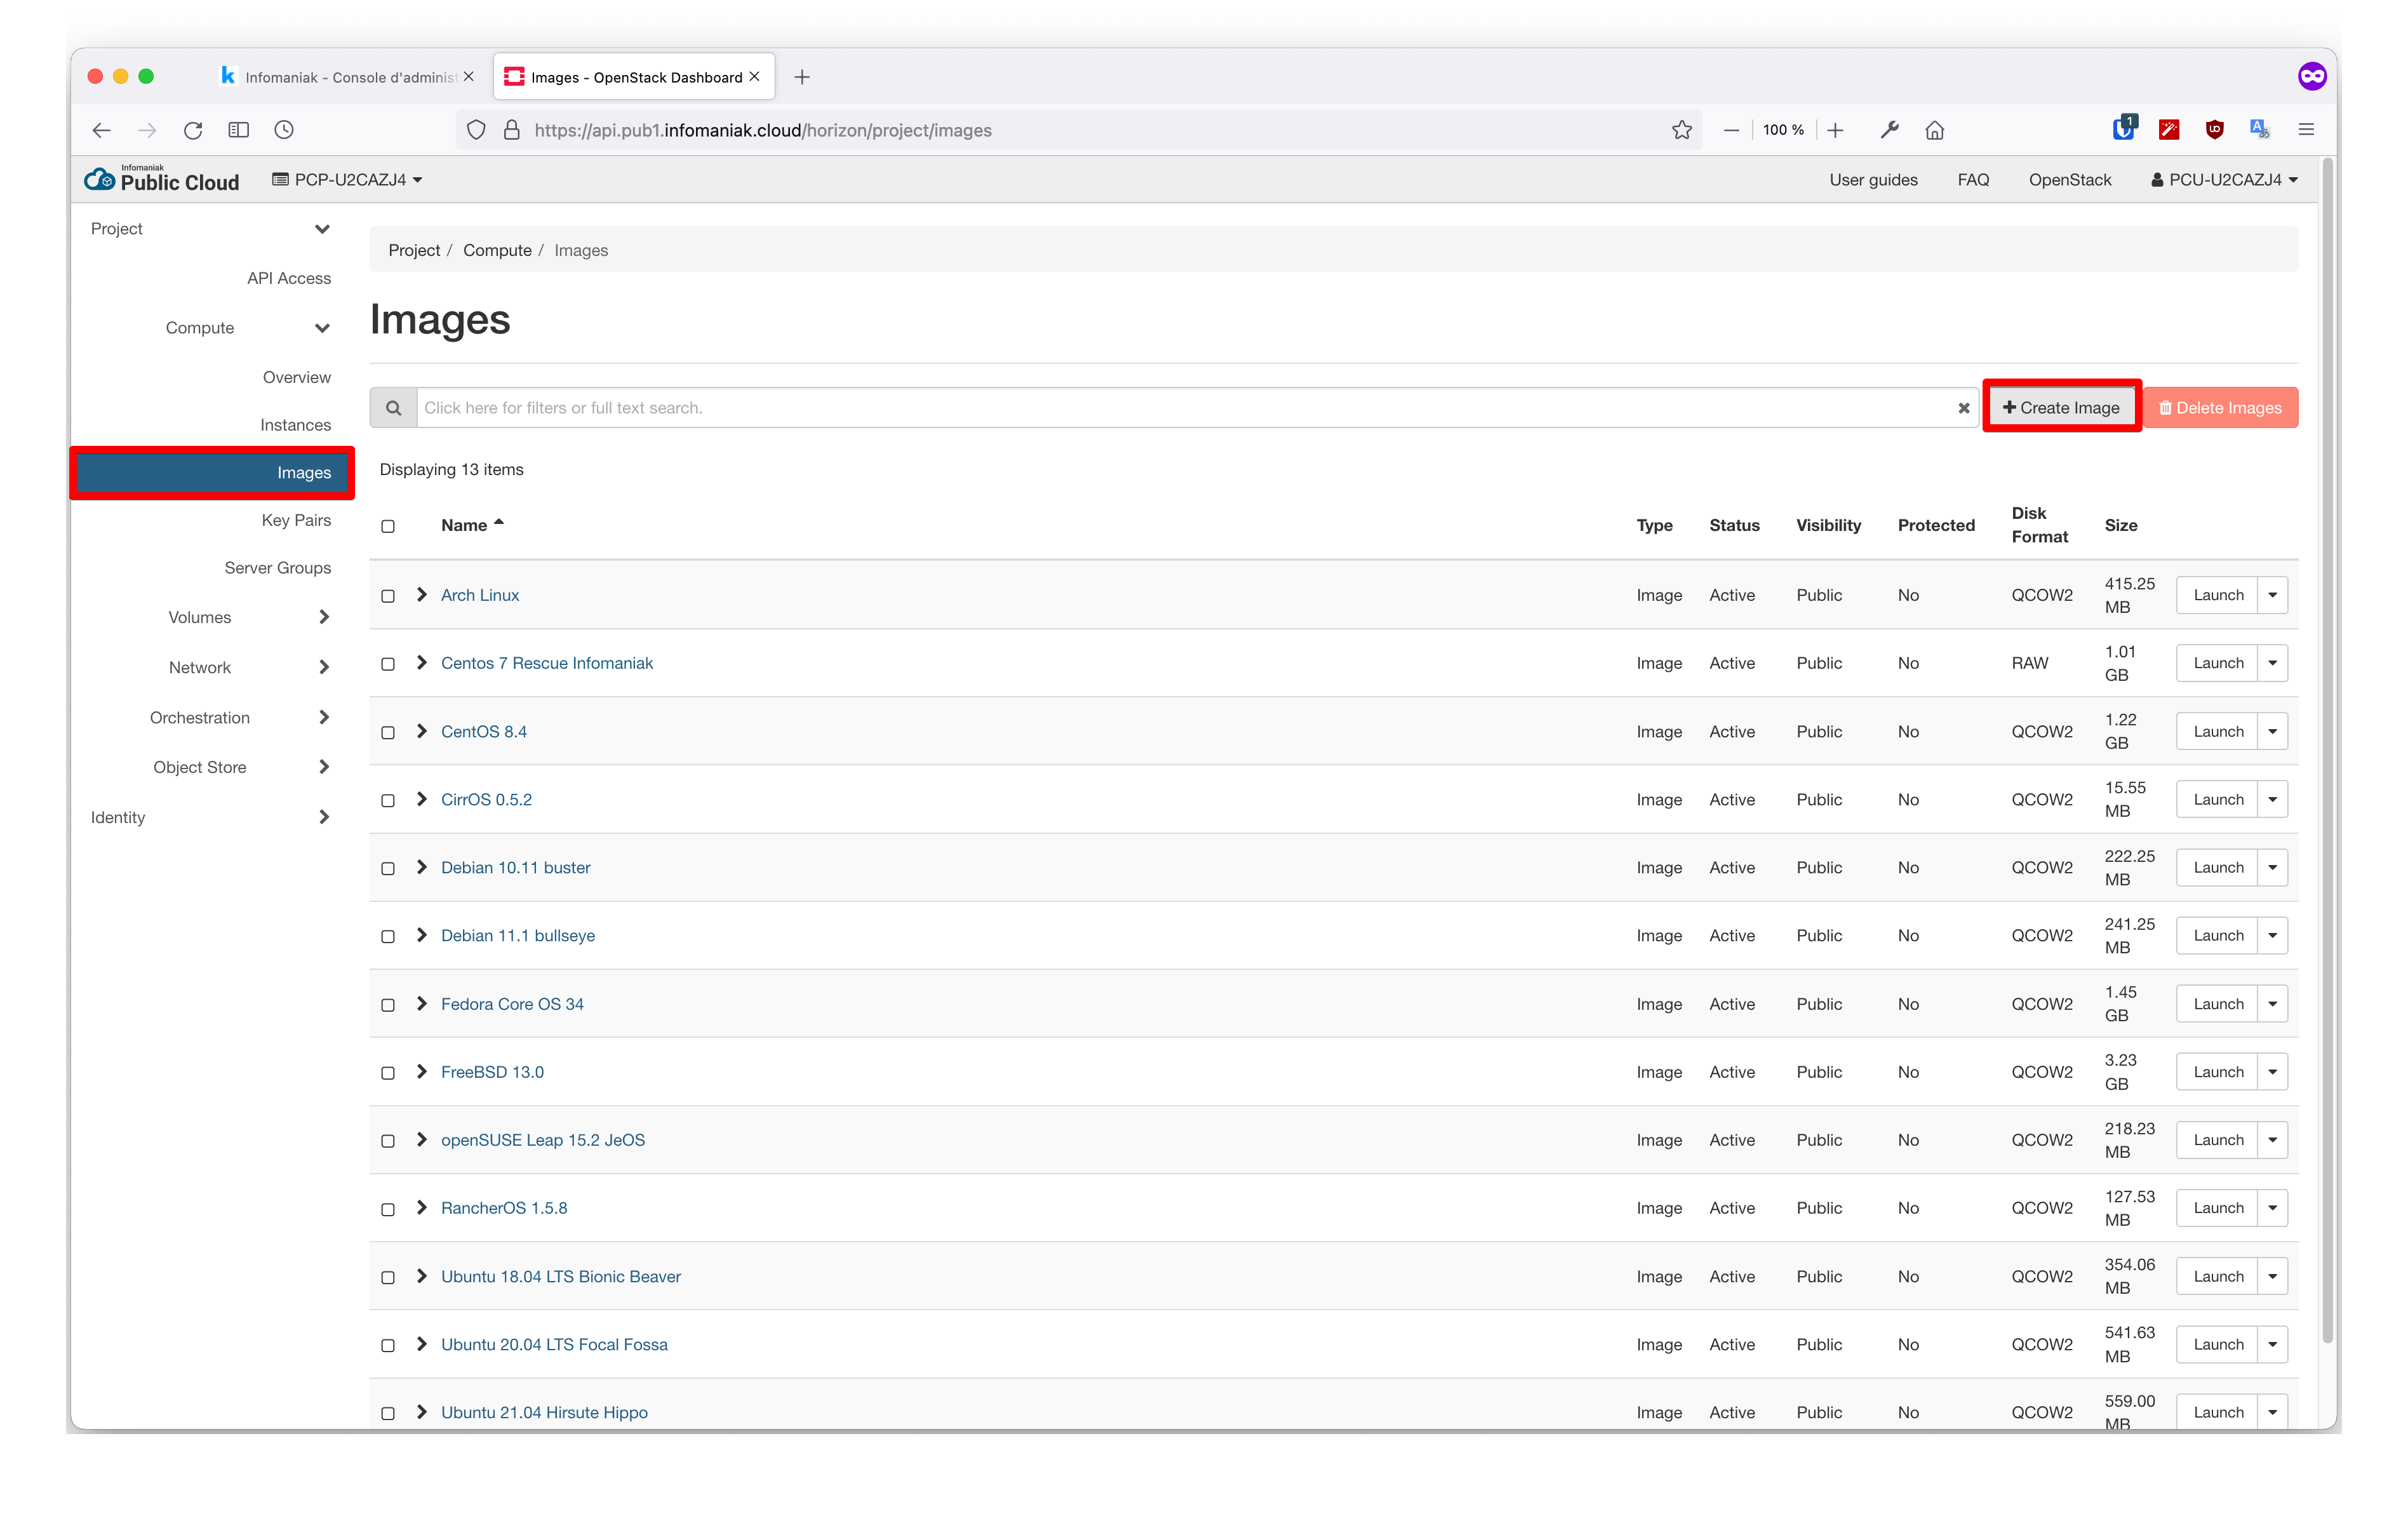 Infomaniak - Console d'administ
Images - OpenStack Dashboard
https://api.pub1.infomaniak.cloud/horizon/project/images
100 %
1
Infomaniak
Public Cloud
PCP-U2CAZJ4
User guides
FAQ
OpenStack
PCU-U2CAZJ4
Project
API Access
Compute
Overview
Instances
Images
Key Pairs
Server Groups
Volumes
Network
Orchestration
Object Store
Identity
Project / Compute / Images
Images
Click here for filters or full text search.
Create Image
Delete Images
Displaying 13 items
Name Type Status Visibility Protected Disk Format Size
Arch Linux Image Active Public No QCOW2 415.25 MB Launch
Centos 7 Rescue Infomaniak Image Active Public No RAW 1.01 GB Launch
CentOS 8.4 Image Active Public No QCOW2 1.22 GB Launch
CirrOS 0.5.2 Image Active Public No QCOW2 15.55 MB Launch
Debian 10.11 buster Image Active Public No QCOW2 222.25 MB Launch
Debian 11.1 bullseye Image Active Public No QCOW2 241.25 MB Launch
Fedora Core OS 34 Image Active Public No QCOW2 1.45 GB Launch
FreeBSD 13.0 Image Active Public No QCOW2 3.23 GB Launch
openSUSE Leap 15.2 JeOS Image Active Public No QCOW2 218.23 MB Launch
RancherOS 1.5.8 Image Active Public No QCOW2 127.53 MB Launch
Ubuntu 18.04 LTS Bionic Beaver Image Active Public No QCOW2 354.06 MB Launch
Ubuntu 20.04 LTS Focal Fossa Image Active Public No QCOW2 541.63 MB Launch
Ubuntu 21.04 Hirsute Hippo Image Active Public No QCOW2 559.00 MB Launch